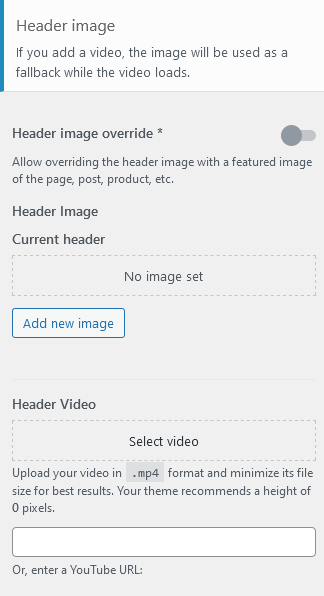 Header image
If you add a video, the image will be used as a
fallback while the video loads.
Header image override *
Allow overriding the header image with a featured image
of the page, post, product, etc.
Header Image
Current header
No image set
Add new image
Header Video
Select video
Upload your video in .mp4 format and minimize its file
size for best results. Your theme recommends a height of
0 pixels.
Or, enter a YouTube URL: